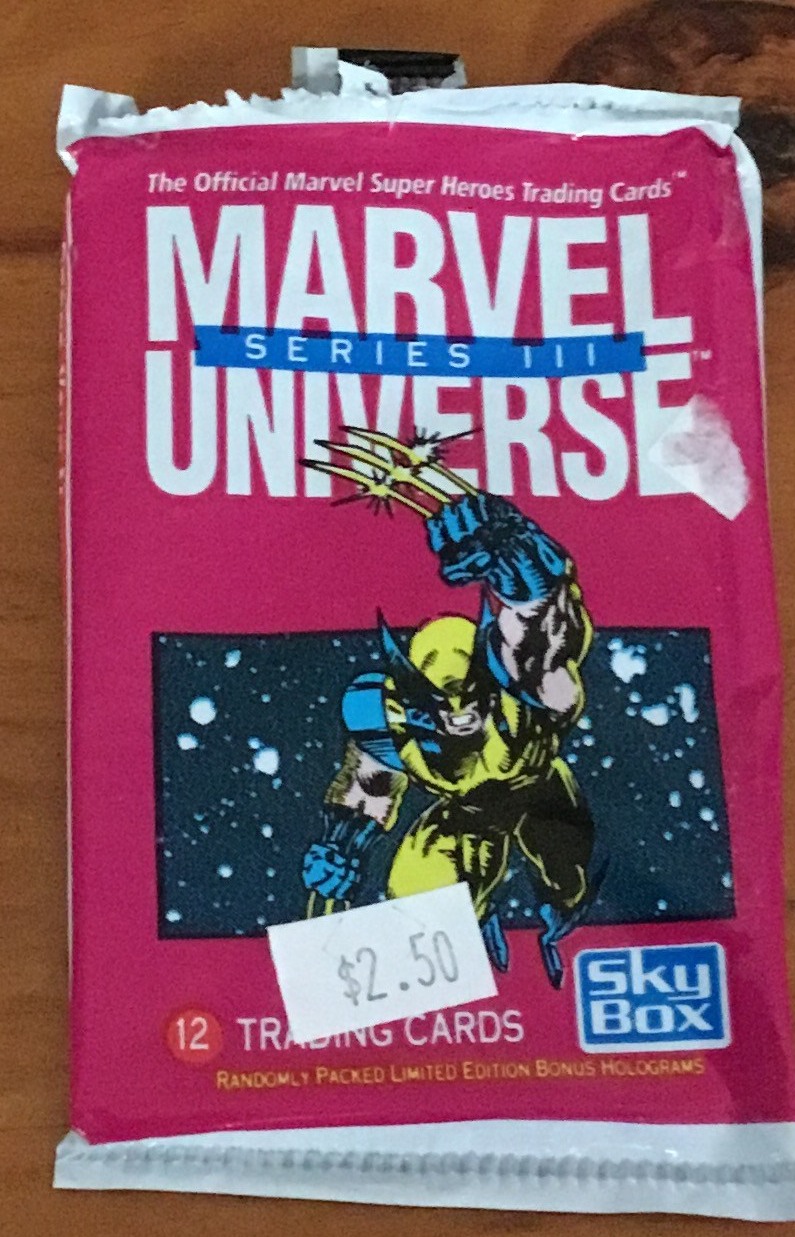 The Official Marvel Super Heroes Trading Cards™
MARVEL
SERIES III
UNIVERSE™
$2.50
12 TRADING CARDS
Sky
Box
RANDOMLY PACKED LIMITED EDITION BONUS HOLOGRAMS